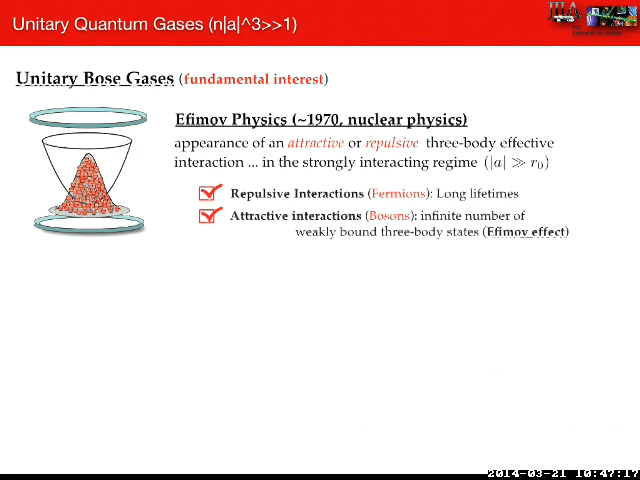 Unitary Quantum Gases (n|a|^3>>1)
JILA
Unitary Bose Gases (fundamental interest)
Efimov Physics (~1970, nuclear physics)
appearance of an attractive or repulsive three-body effective
interaction ... in the strongly interacting regime (|a| ≫ r₀)
Repulsive Interactions (Fermions): Long lifetimes
Attractive interactions (Bosons): infinite number of
weakly bound three-body states (Efimov effect)
2014-03-21 10:47:17